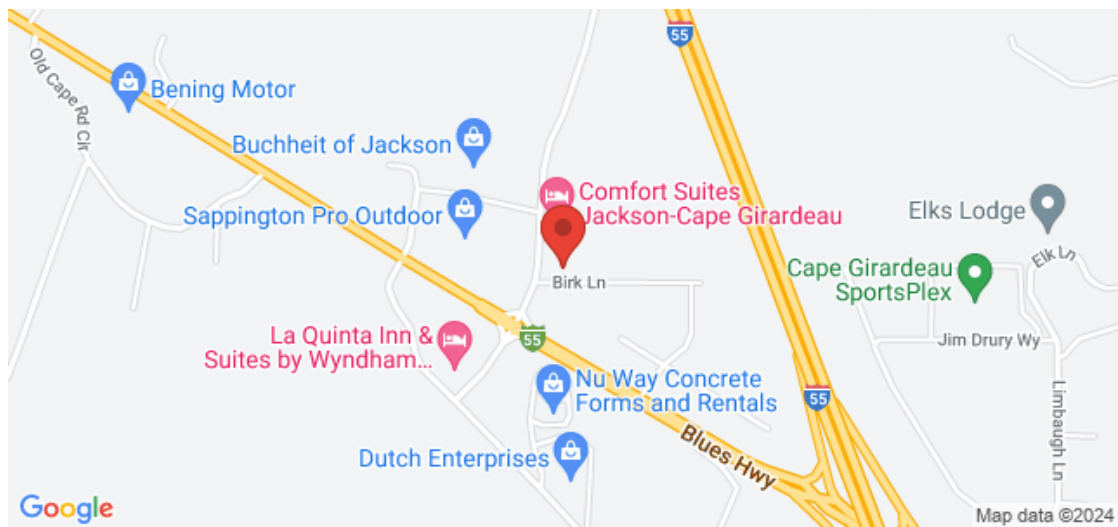 55
Old Cape Rd Cir
Bening Motor
Buchheit of Jackson
Comfort Suites
Jackson-Cape Girardeau
Sappington Pro Outdoor
Elks Lodge
Elk Ln
Cape Girardeau
SportsPlex
Birk Ln
La Quinta Inn &
Suites by Wyndham...
55
Jim Drury Wy
Nu Way Concrete
Forms and Rentals
55
Limbaugh Ln
Blues Hwy
Dutch Enterprises
Google
Map data ©2024